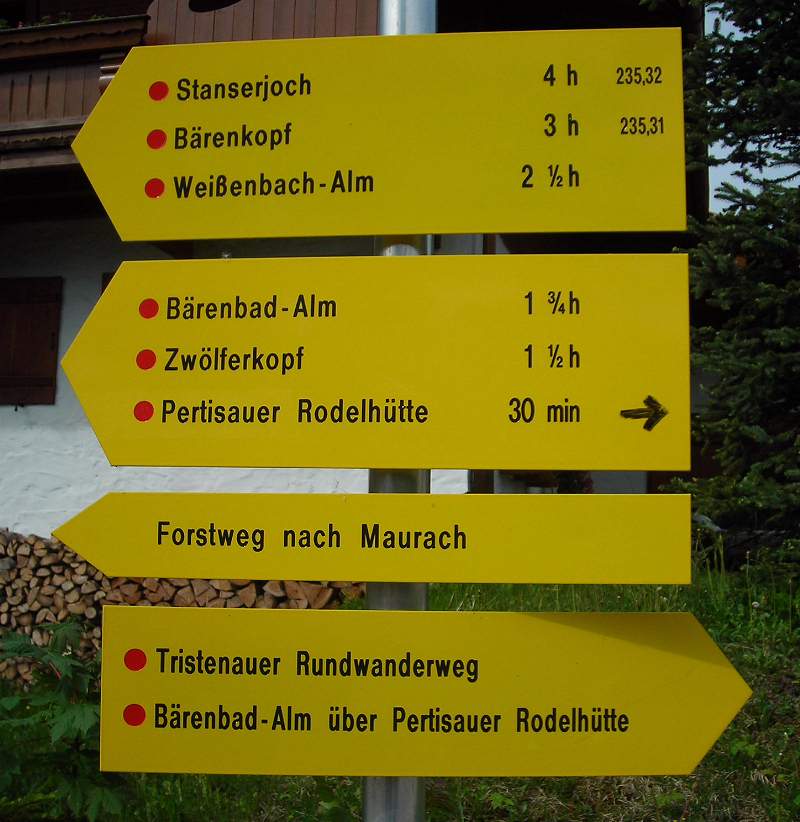 Stanserjoch 4 h 235,32
Bärenkopf 3 h 235,31
Weißenbach-Alm 2 ½ h
Bärenbad-Alm 1 ¾ h
Zwölferkopf 1 ½ h
Pertisauer Rodelhütte 30 min →
Forstweg nach Maurach
Tristenauer Rundwanderweg
Bärenbad-Alm über Pertisauer Rodelhütte